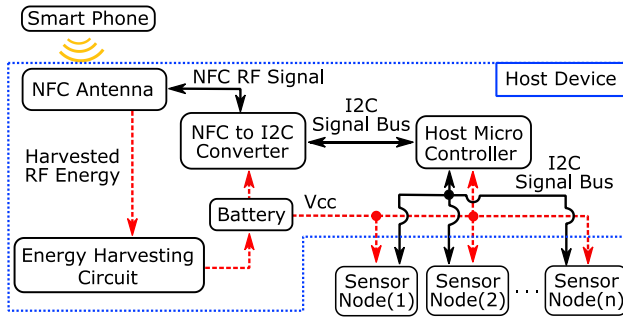 Smart Phone
NFC Antenna
NFC RF Signal
Host Device
NFC to I2C
Converter
I2C
Signal Bus
Host Micro
Controller
Harvested
RF Energy
I2C
Signal Bus
Battery
Vcc
Energy Harvesting
Circuit
Sensor
Node(1)
Sensor
Node(2)
...
Sensor
Node(n)